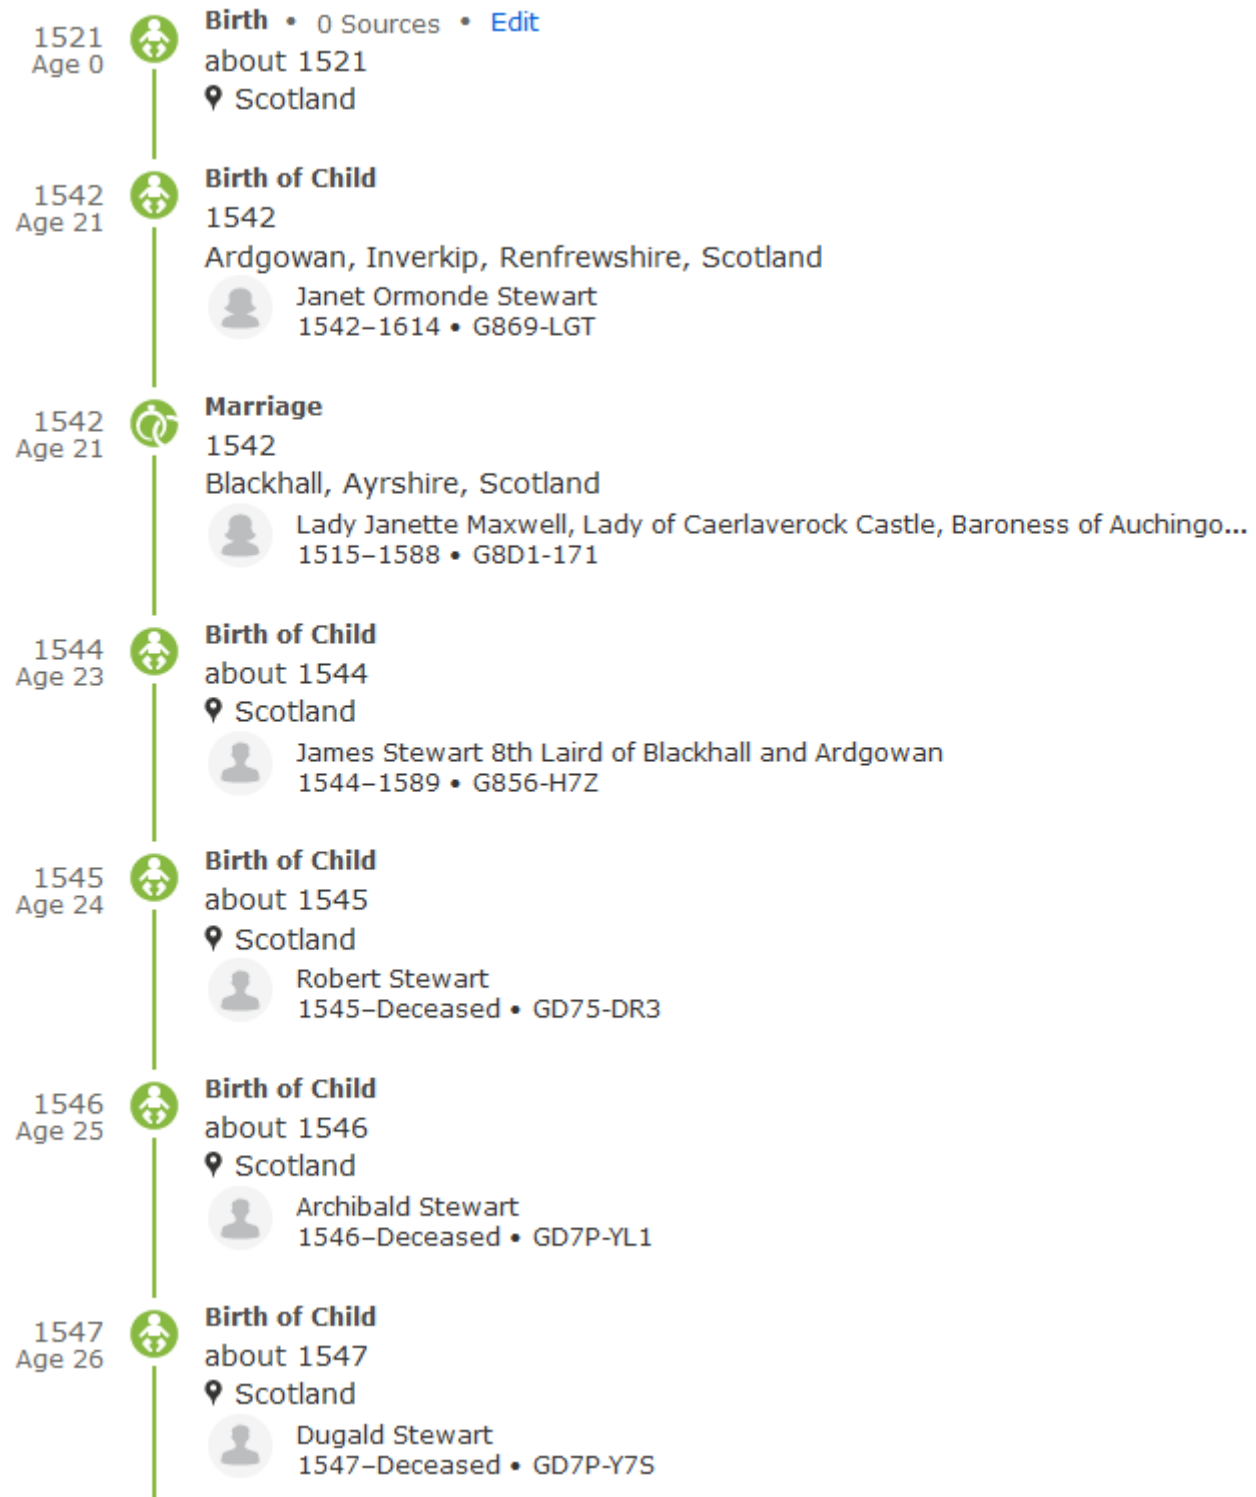 1521
Age 0
Birth • 0 Sources • Edit
about 1521
Scotland
1542
Age 21
Birth of Child
1542
Ardgowan, Inverkip, Renfrewshire, Scotland
Janet Ormonde Stewart
1542–1614 • G869-LGT
1542
Age 21
Marriage
1542
Blackhall, Ayrshire, Scotland
Lady Janette Maxwell, Lady of Caerlaverock Castle, Baroness of Auchingo...
1515–1588 • G8D1-171
1544
Age 23
Birth of Child
about 1544
Scotland
James Stewart 8th Laird of Blackhall and Ardgowan
1544–1589 • G856-H7Z
1545
Age 24
Birth of Child
about 1545
Scotland
Robert Stewart
1545–Deceased • GD75-DR3
1546
Age 25
Birth of Child
about 1546
Scotland
Archibald Stewart
1546–Deceased • GD7P-YL1
1547
Age 26
Birth of Child
about 1547
Scotland
Dugald Stewart
1547–Deceased • GD7P-Y7S